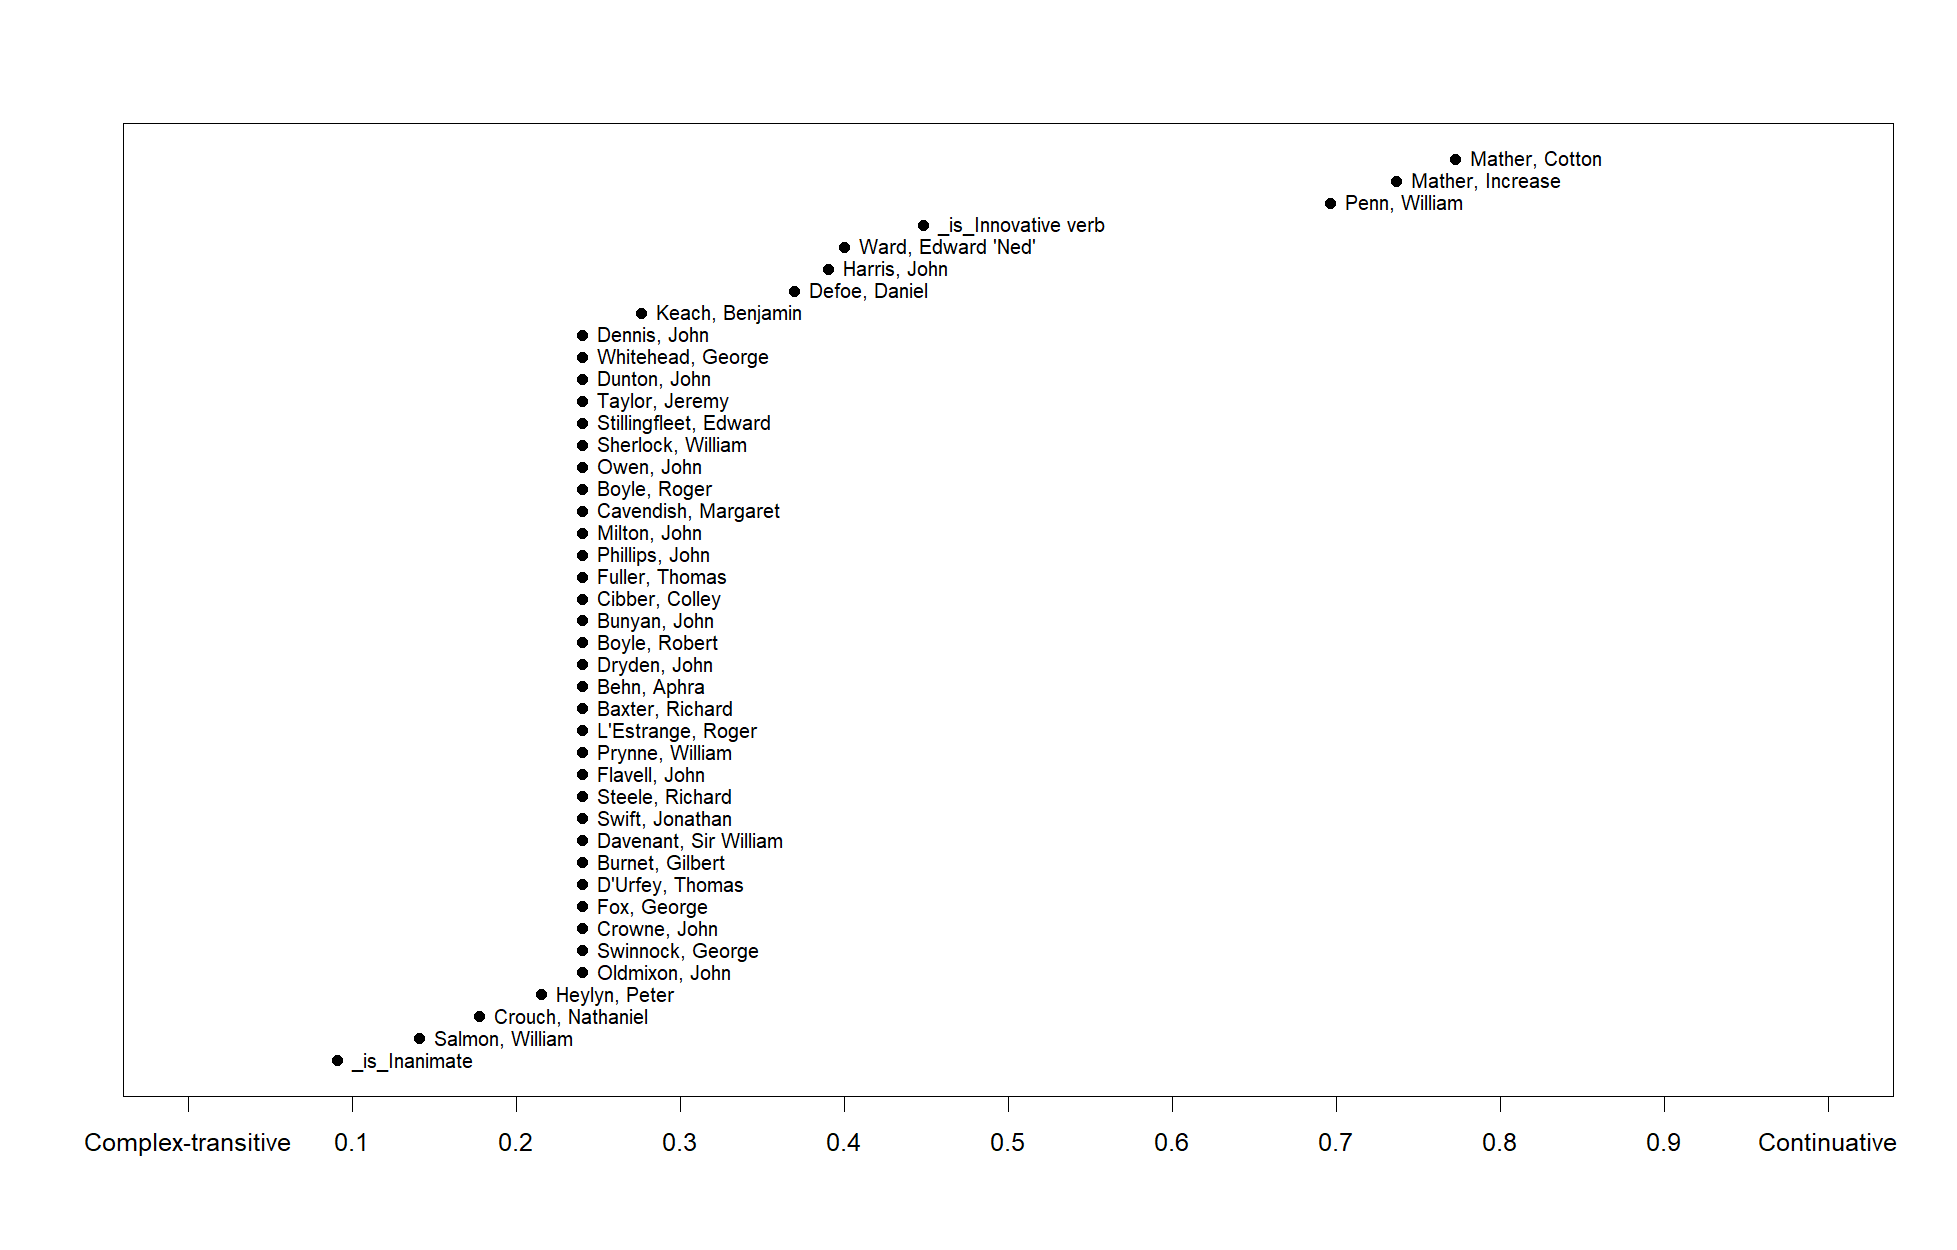 Mather, Cotton
Mather, Increase
Penn, William
_is_Innovative verb
Ward, Edward 'Ned'
Harris, John
Defoe, Daniel
Keach, Benjamin
Dennis, John
Whitehead, George
Dunton, John
Taylor, Jeremy
Stillingfleet, Edward
Sherlock, William
Owen, John
Boyle, Roger
Cavendish, Margaret
Milton, John
Phillips, John
Fuller, Thomas
Cibber, Colley
Bunyan, John
Boyle, Robert
Dryden, John
Behn, Aphra
Baxter, Richard
L'Estrange, Roger
Prynne, William
Flavell, John
Steele, Richard
Swift, Jonathan
Davenant, Sir William
Burnet, Gilbert
D'Urfey, Thomas
Fox, George
Crowne, John
Swinnock, George
Oldmixon, John
Heylyn, Peter
Crouch, Nathaniel
Salmon, William
_is_Inanimate
Complex-transitive 0.1 0.2 0.3 0.4 0.5 0.6 0.7 0.8 0.9 Continuative